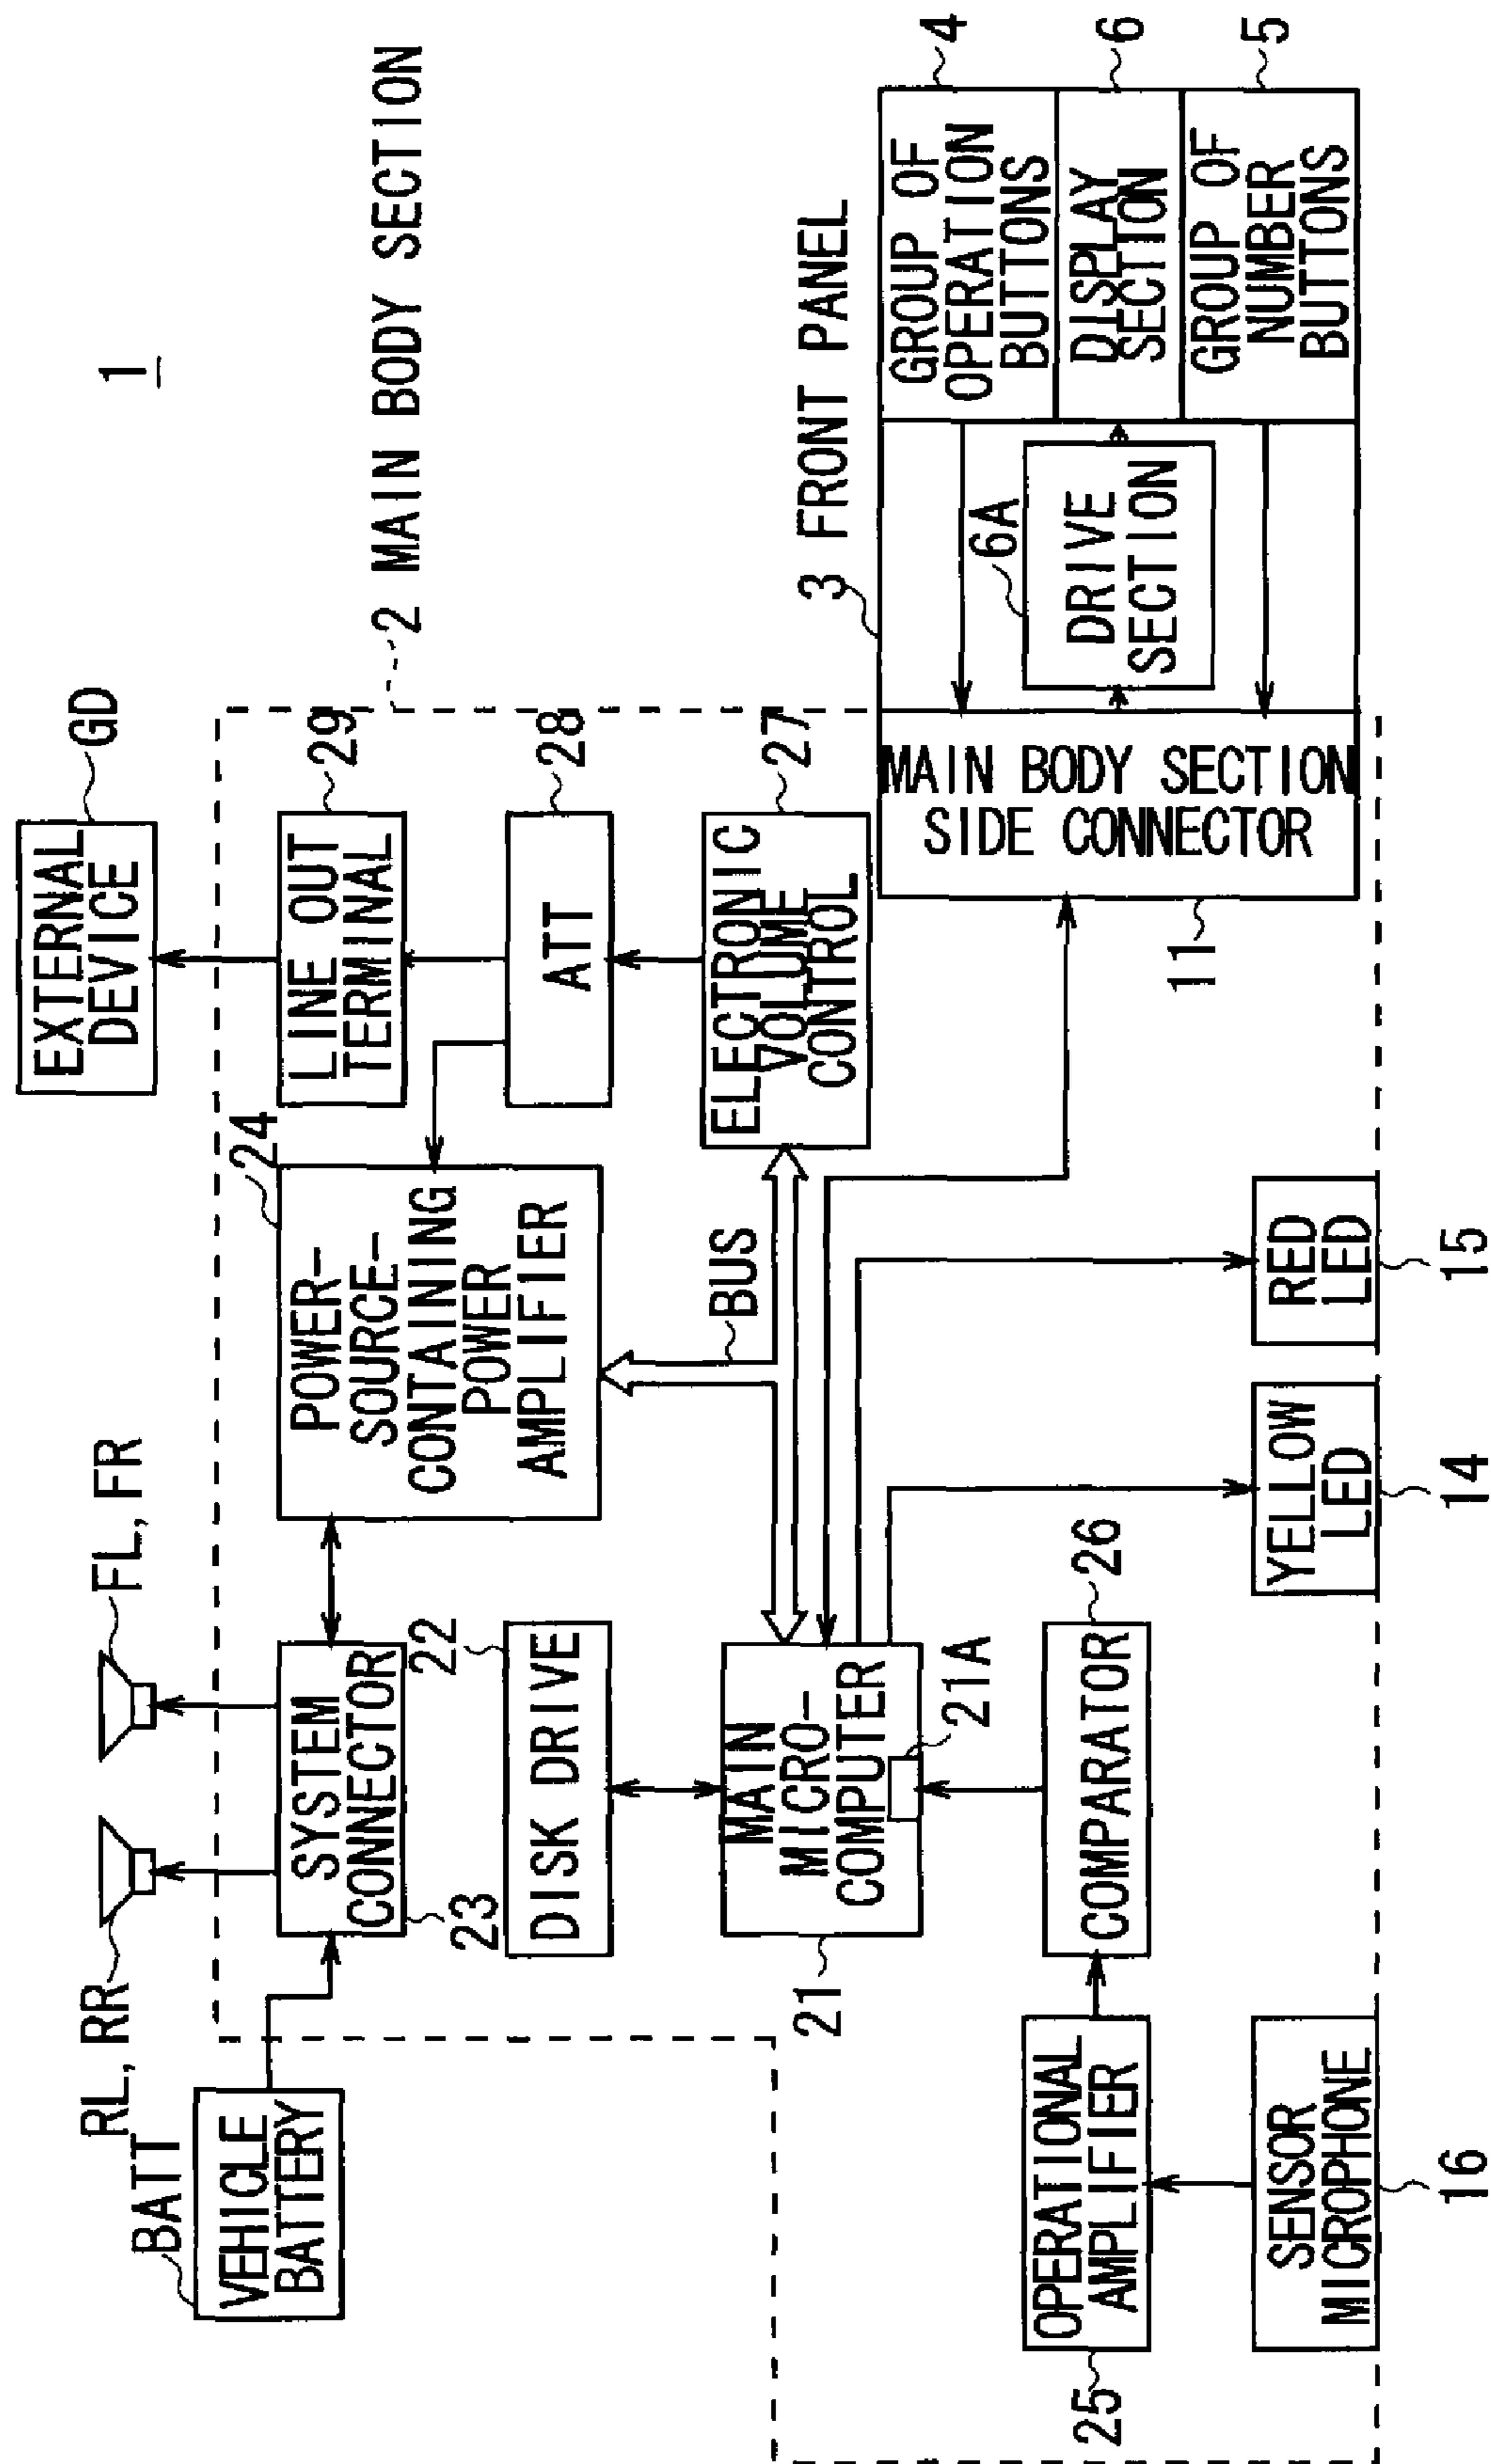 1
2 MAIN BODY SECTION
RL, RR
FL, FR
BATT
VEHICLE
BATTERY
SYSTEM
CONNECTOR
23
24
POWER-
SOURCE-
CONTAINING
POWER
AMPLIFIER
GD
EXTERNAL
DEVICE
29
LINE OUT
TERMINAL
28
ATT
22
DISK DRIVE
BUS
27
ELECTRONIC
VOLTUME
CONTROL
21
MAIN
MICRO-
COMPUTER
21A
3 FRONT PANEL
4
GROUP OF
OPERATION
BUTTONS
6
DISPLAY
SECTION
5
GROUP OF
NUMBER
BUTTONS
6A
DRIVE
SECTION
MAIN BODY SECTION
SIDE CONNECTOR
11
25
OPERATIONAL
AMPLIFIER
26
COMPARATOR
SENSOR
MICROPHONE
16
YELLOW
LED
14
RED
LED
15